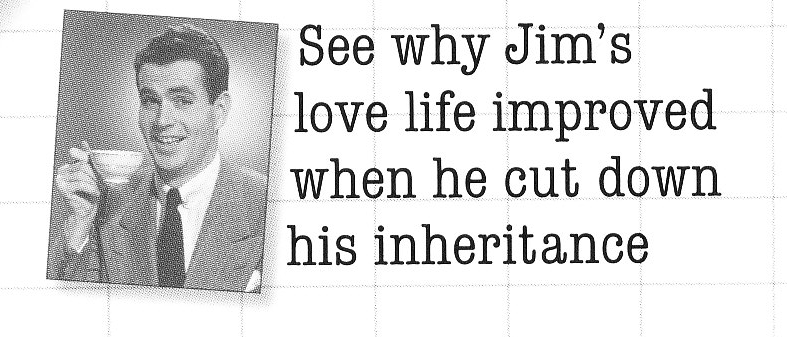 See why Jim's
love life improved
when he cut down
his inheritance